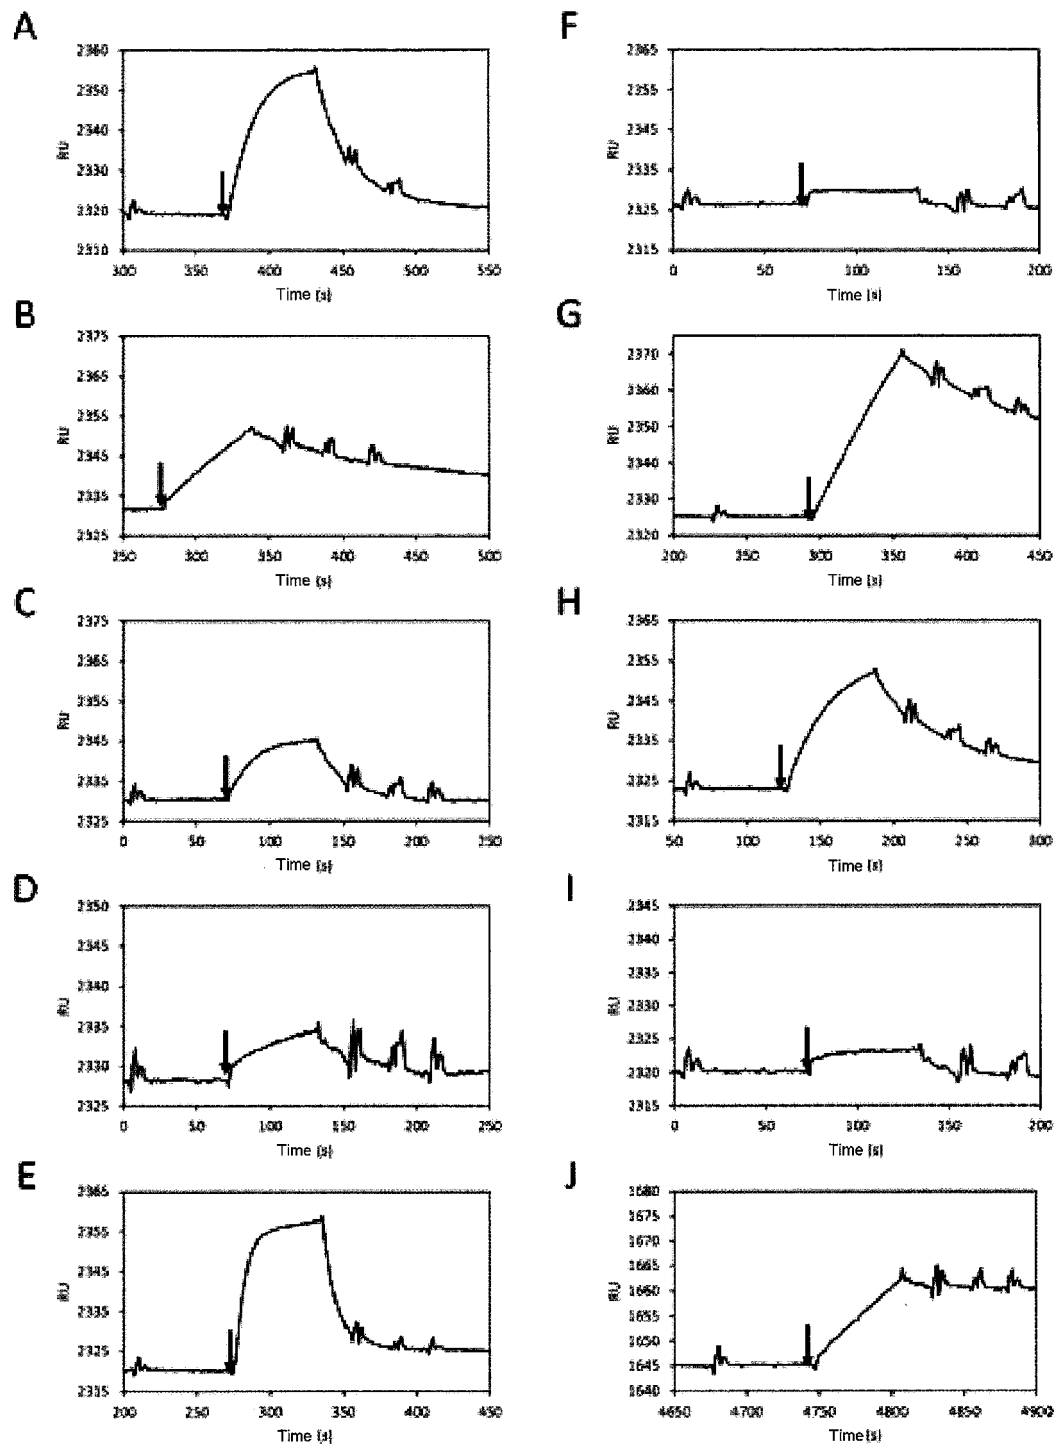 A
2360
2350
2340
2330
2320
2310
RU
300 350 400 450 500 550
Time (s)
B
2375
2365
2355
2345
2335
2325
RU
250 300 350 400 450 500
Time (s)
C
2375
2365
2355
2345
2335
2325
RU
0 50 100 150 200 250
Time (s)
D
2350
2345
2340
2335
2330
2325
RU
0 50 100 150 200 250
Time (s)
E
2365
2355
2345
2335
2325
2315
RU
200 250 300 350 400 450
Time (s)
F
2365
2355
2345
2335
2325
2315
RU
0 50 100 150 200
Time (s)
G
2370
2360
2350
2340
2330
2320
RU
200 250 300 350 400 450
Time (s)
H
2365
2355
2345
2335
2325
2315
RU
50 100 150 200 250 300
Time (s)
I
2345
2340
2335
2330
2325
2320
2315
RU
0 50 100 150 200
Time (s)
J
1680
1675
1670
1665
1660
1655
1650
1645
1640
RU
4650 4700 4750 4800 4850 4900
Time (s)